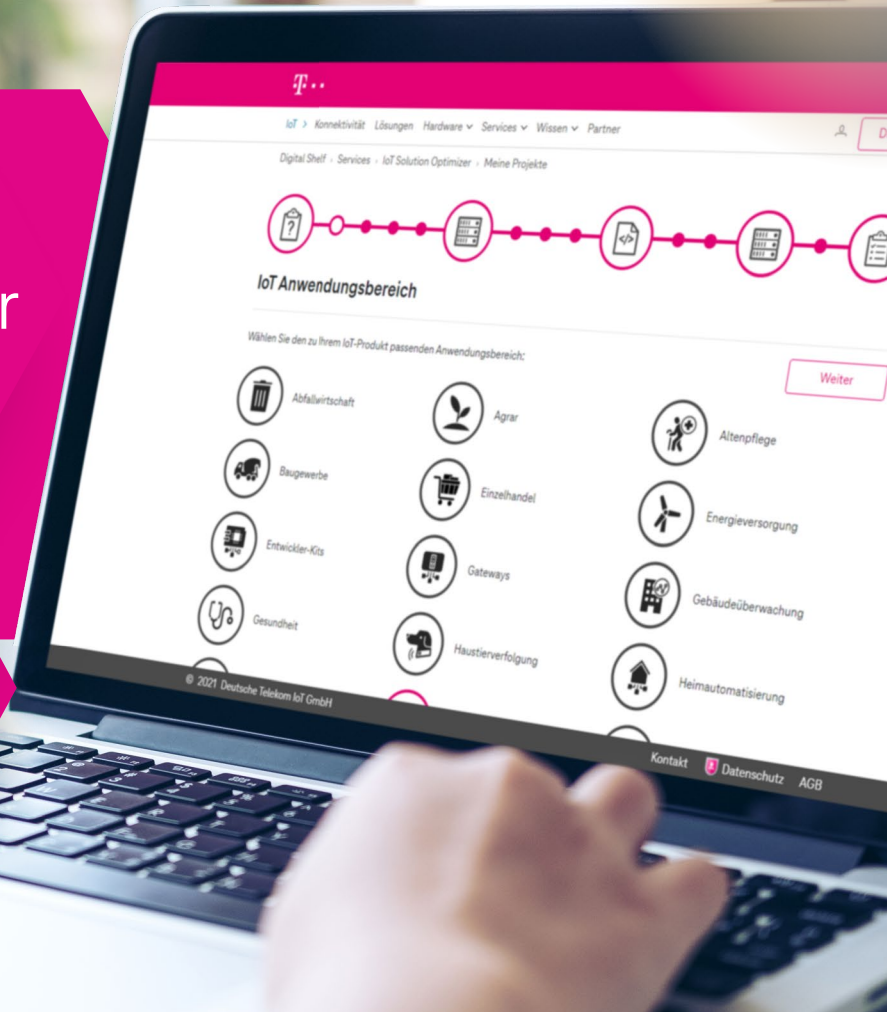 r
T
IoT > Konnektivität Lösungen Hardware Services Wissen Partner
D
Digital Shelf › Services › IoT Solution Optimizer › Meine Projekte
?
</>
IoT Anwendungsbereich
Wählen Sie den zu Ihrem IoT-Produkt passenden Anwendungsbereich:
Weiter
Abfallwirtschaft
Agrar
Altenpflege
Baugewerbe
Einzelhandel
Energieversorgung
Entwickler-Kits
Gateways
Gebäudeüberwachung
Gesundheit
Haustierverfolgung
Heimautomatisierung
© 2021 Deutsche Telekom IoT GmbH
Kontakt Datenschutz AGB